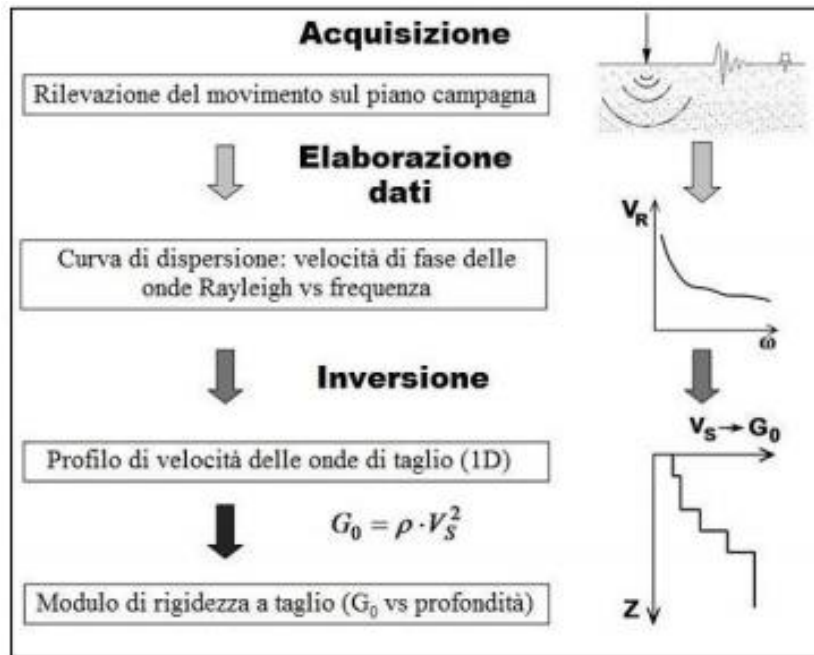 Acquisizione
Rilevazione del movimento sul piano campagna
Elaborazione
dati
V_R
Curva di dispersione: velocità di fase delle
onde Rayleigh vs frequenza
ω
Inversione
V_S → G_0
Profilo di velocità delle onde di taglio (1D)
G_0 = ρ · V_S^2
Modulo di rigidezza a taglio (G_0 vs profondità)
Z